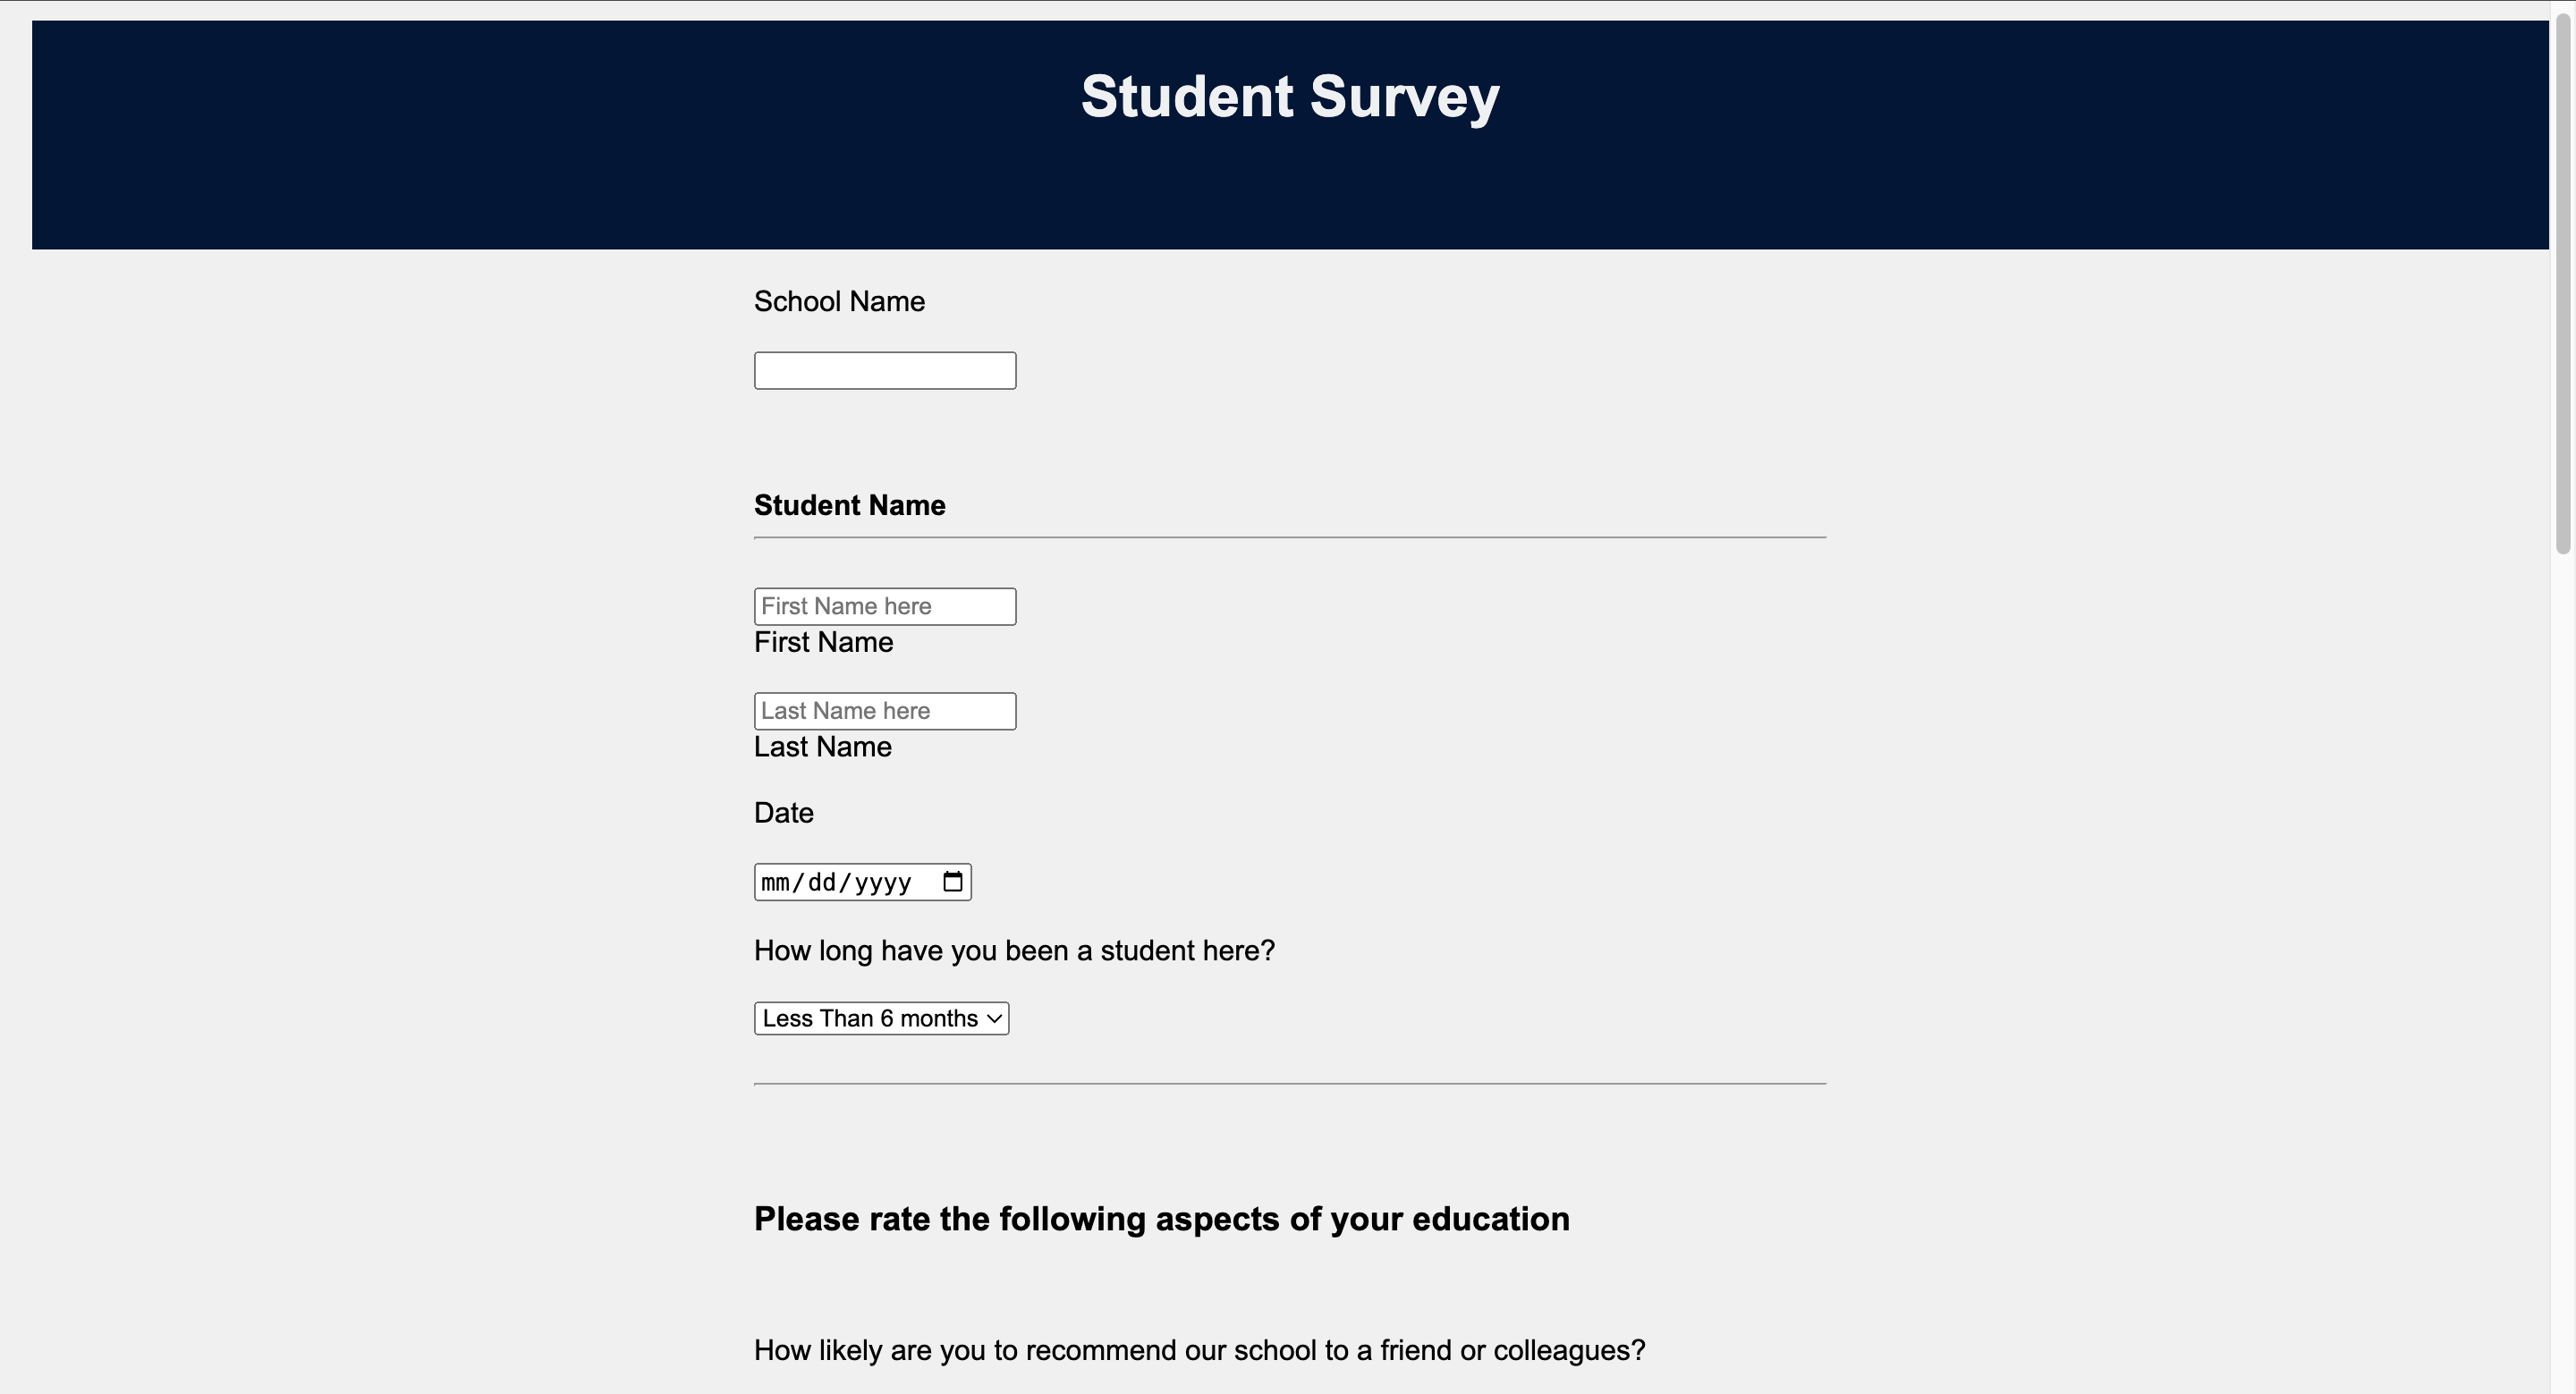 Student Survey
School Name
Student Name
First Name here
First Name
Last Name here
Last Name
Date
mm/dd/yyyy
How long have you been a student here?
Less Than 6 months
Please rate the following aspects of your education
How likely are you to recommend our school to a friend or colleagues?